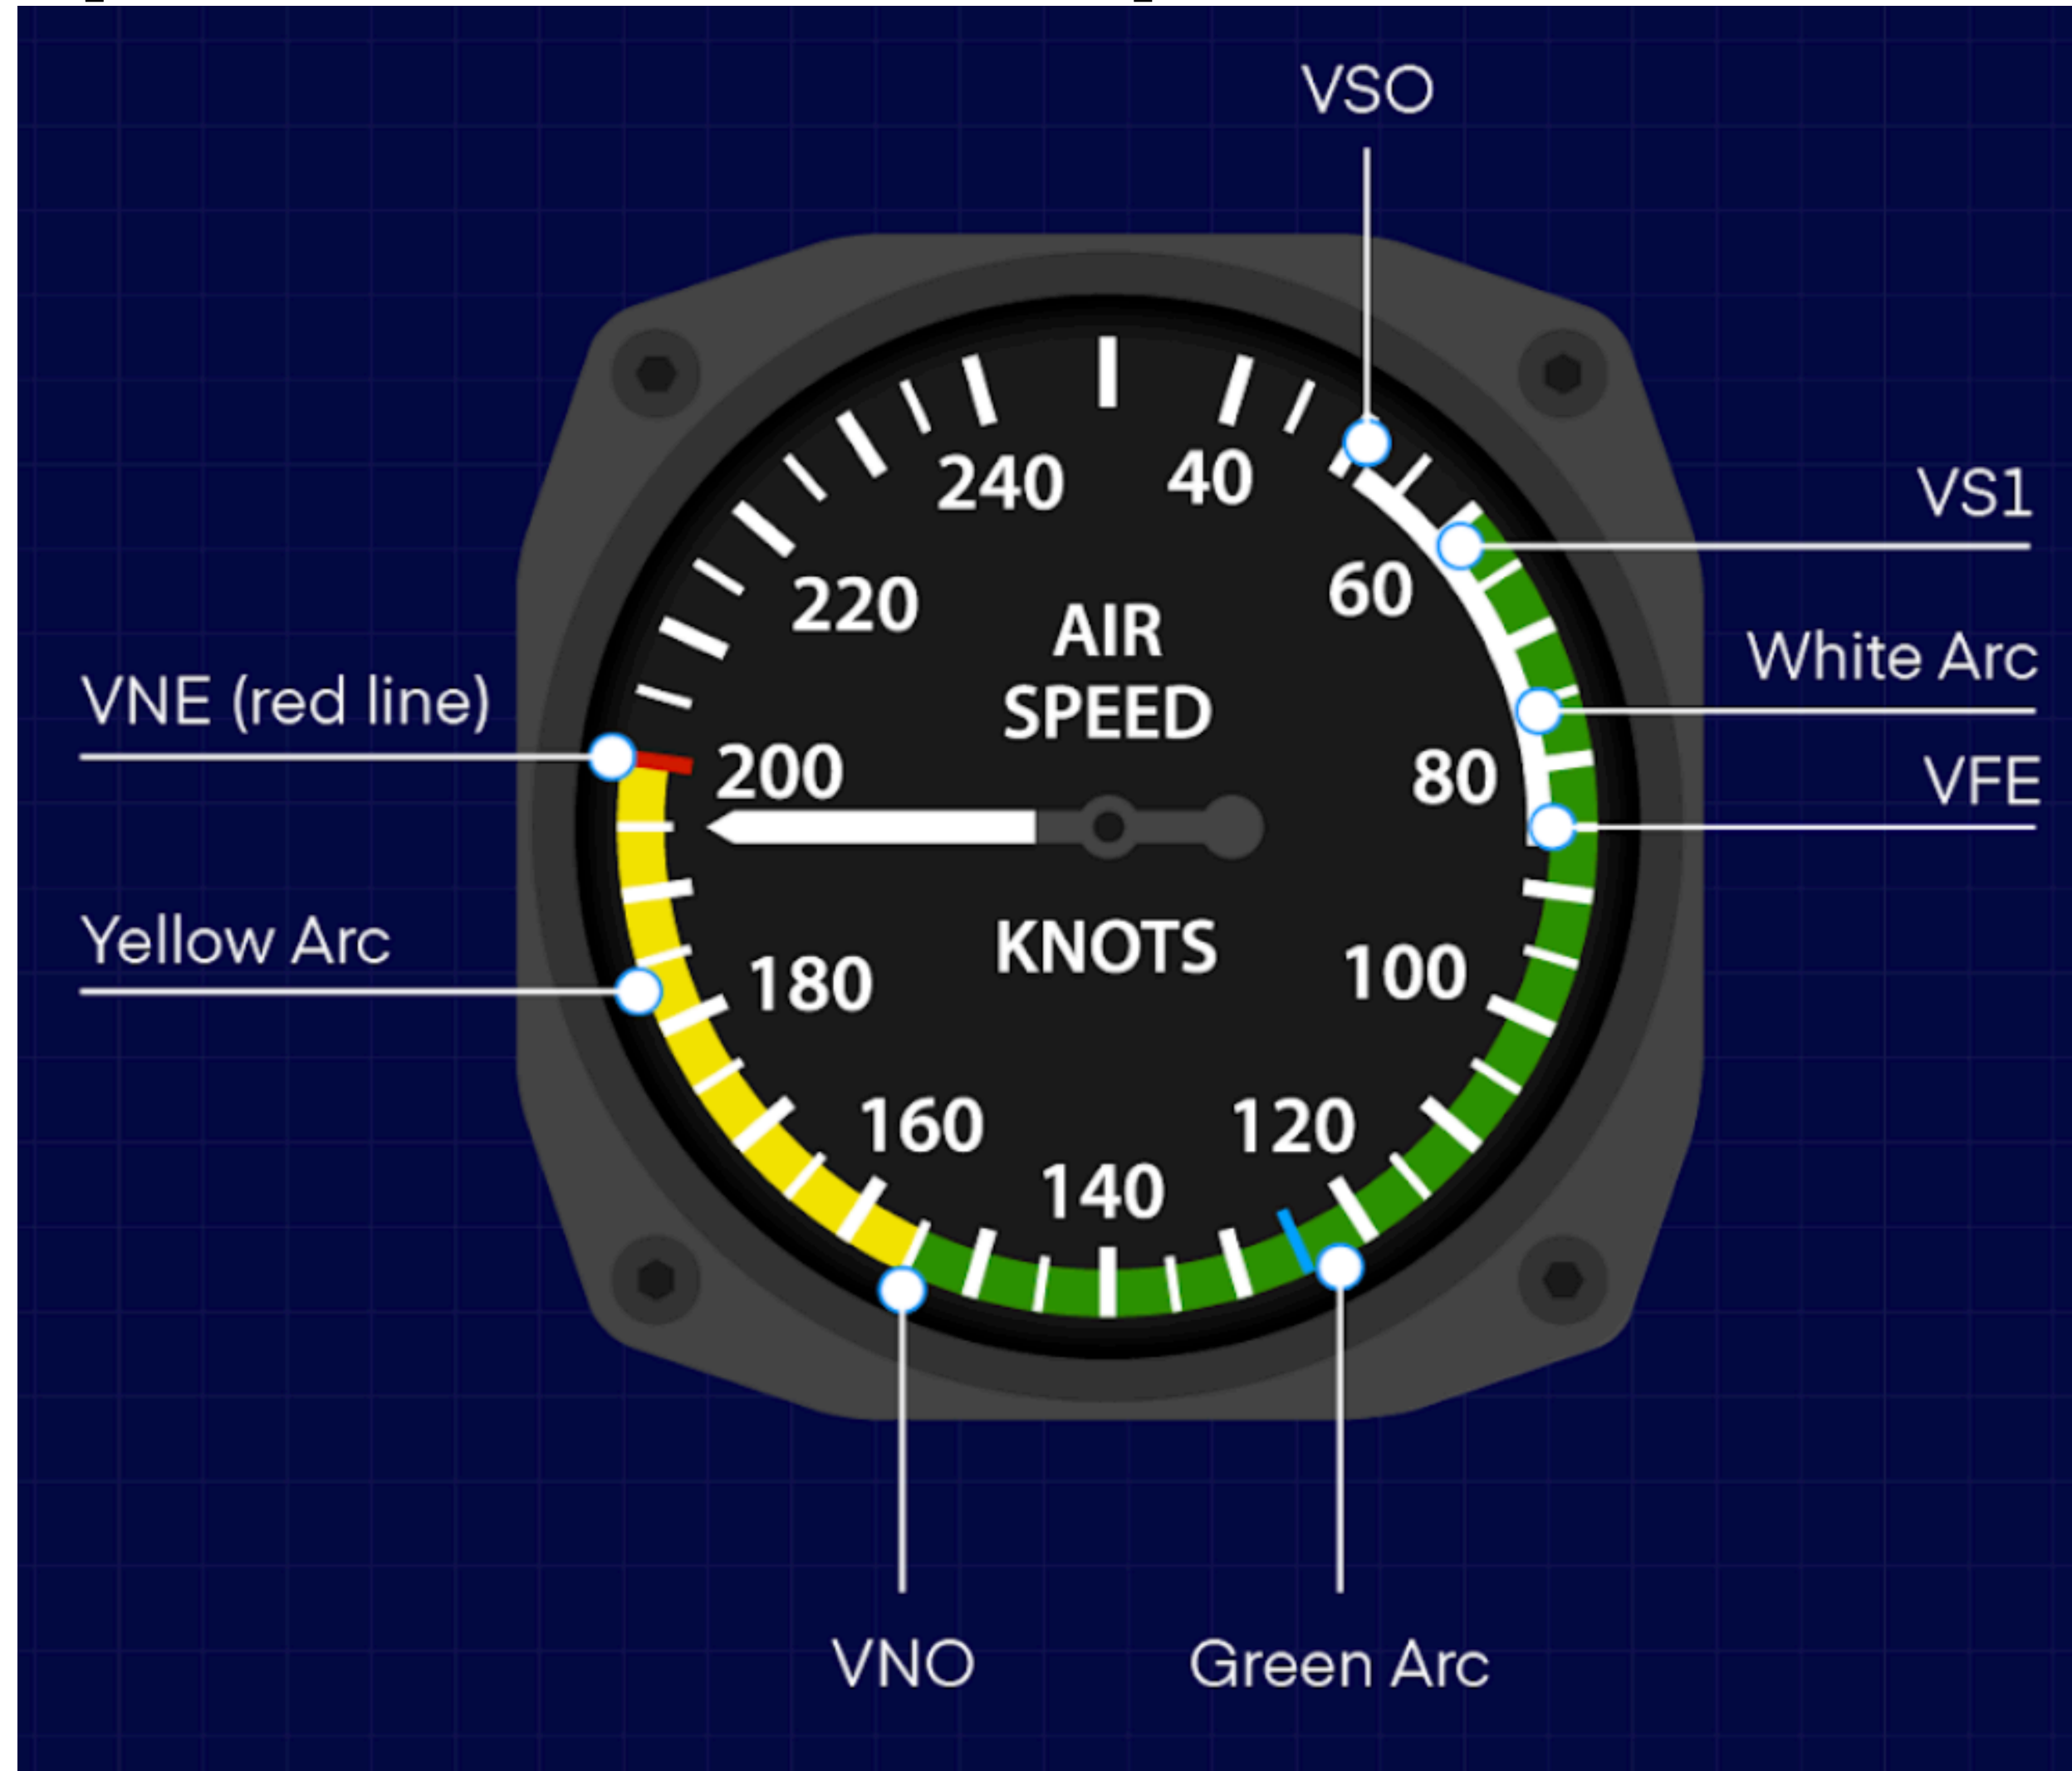 VSO
VS1
White Arc
VFE
VNE (red line)
Yellow Arc
240
40
220
60
AIR
SPEED
200
80
KNOTS
180
100
160
120
140
VNO
Green Arc